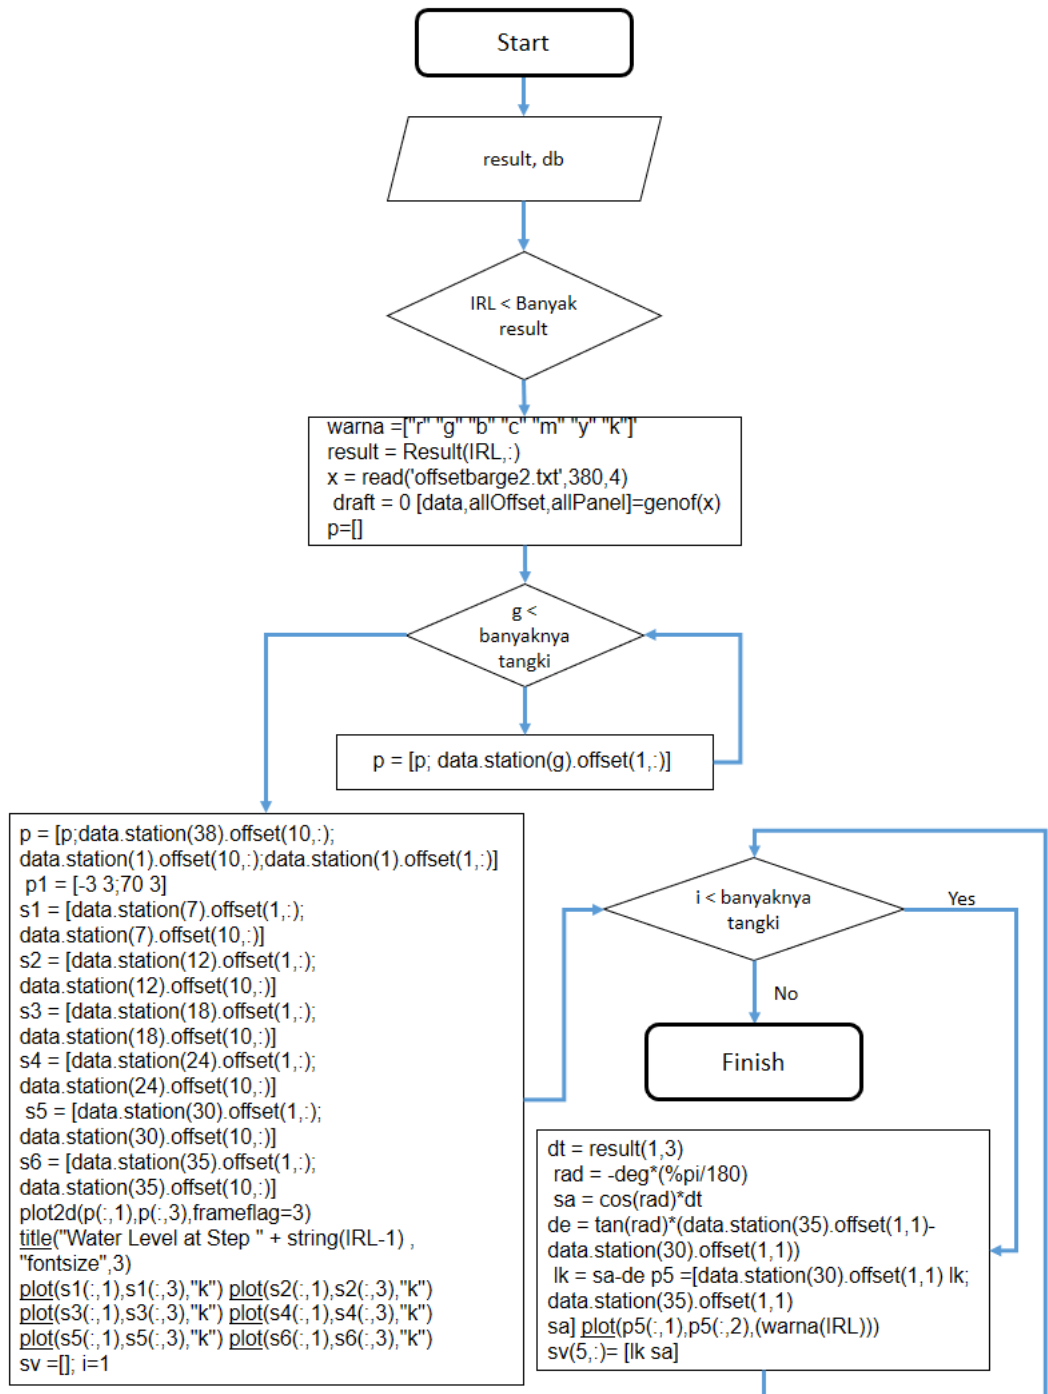 Start
result, db
IRL < Banyak
result
warna =["r" "g" "b" "c" "m" "y" "k"]'
result = Result(IRL,:)
x = read('offsetbarge2.txt',380,4)
draft = 0 [data,allOffset,allPanel]=genof(x)
p=[]
g <
banyaknya
tangki
p = [p; data.station(g).offset(1,:)]
p = [p;data.station(38).offset(10,:);
data.station(1).offset(10,:);data.station(1).offset(1,:)]
p1 = [-3 3;70 3]
s1 = [data.station(7).offset(1,:);
data.station(7).offset(10,:)]
s2 = [data.station(12).offset(1,:);
data.station(12).offset(10,:)]
s3 = [data.station(18).offset(1,:);
data.station(18).offset(10,:)]
s4 = [data.station(24).offset(1,:);
data.station(24).offset(10,:)]
s5 = [data.station(30).offset(1,:);
data.station(30).offset(10,:)]
s6 = [data.station(35).offset(1,:);
data.station(35).offset(10,:)]
plot2d(p(:,1),p(:,3),frameflag=3)
title("Water Level at Step " + string(IRL-1) ,
"fontsize",3)
plot(s1(:,1),s1(:,3),"k") plot(s2(:,1),s2(:,3),"k")
plot(s3(:,1),s3(:,3),"k") plot(s4(:,1),s4(:,3),"k")
plot(s5(:,1),s5(:,3),"k") plot(s6(:,1),s6(:,3),"k")
sv =[]; i=1
i < banyaknya
tangki
Yes
No
Finish
dt = result(1,3)
rad = -deg*(%pi/180)
sa = cos(rad)*dt
de = tan(rad)*(data.station(35).offset(1,1)-
data.station(30).offset(1,1))
lk = sa-de p5 =[data.station(30).offset(1,1) lk;
data.station(35).offset(1,1)
sa] plot(p5(:,1),p5(:,2),(warna(IRL)))
sv(5,:)= [lk sa]